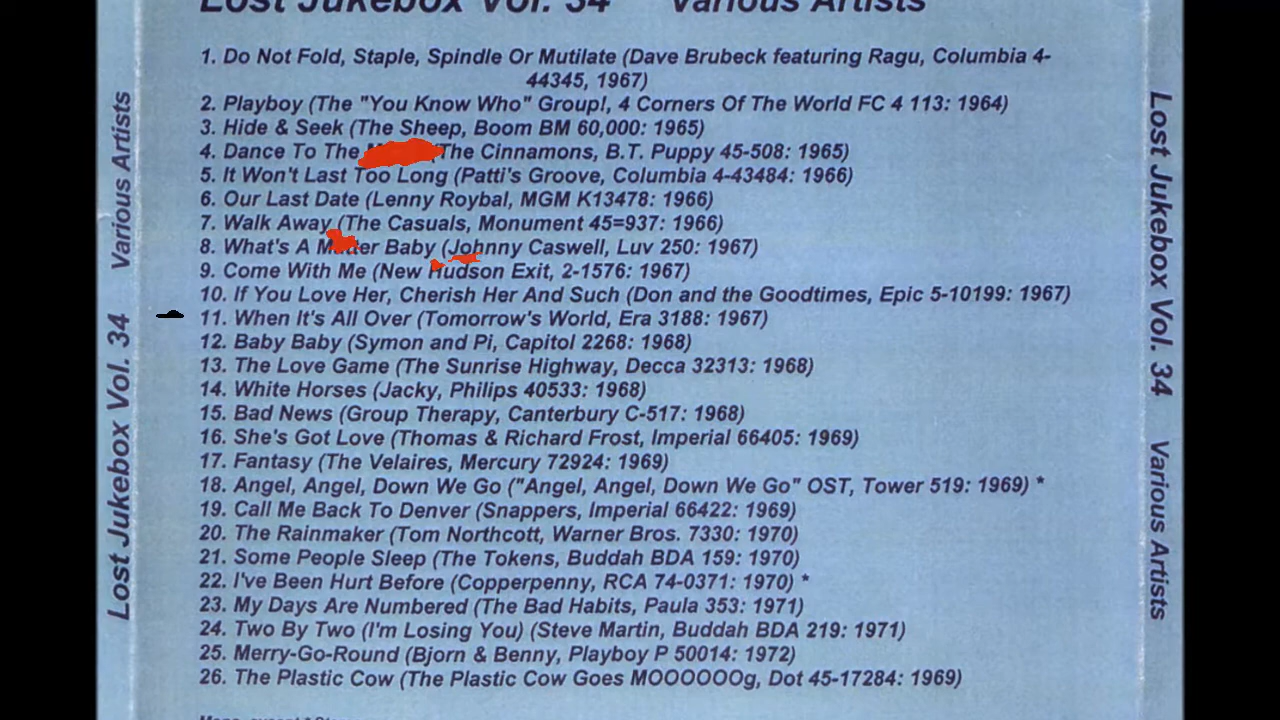 Lost Jukebox Vol. 34 Various Artists
1. Do Not Fold, Staple, Spindle Or Mutilate (Dave Brubeck featuring Ragu, Columbia 4-
44345, 1967)
2. Playboy (The "You Know Who" Group!, 4 Corners Of The World FC 4 113: 1964)
3. Hide & Seek (The Sheep, Boom BM 60,000: 1965)
4. Dance To The The Cinnamons, B.T. Puppy 45-508: 1965)
5. It Won't Last Too Long (Patti's Groove, Columbia 4-43484: 1966)
6. Our Last Date (Lenny Roybal, MGM K13478: 1966)
7. Walk Away (The Casuals, Monument 45=937: 1966)
8. What's A Baby (Johnny Caswell, Luv 250: 1967)
9. Come With Me (New Hudson Exit, 2-1576: 1967)
10. If You Love Her, Cherish Her And Such (Don and the Goodtimes, Epic 5-10199: 1967)
11. When It's All Over (Tomorrow's World, Era 3188: 1967)
12. Baby Baby (Symon and Pi, Capitol 2268: 1968)
13. The Love Game (The Sunrise Highway, Decca 32313: 1968)
14. White Horses (Jacky, Philips 40533: 1968)
15. Bad News (Group Therapy, Canterbury C-517: 1968)
16. She's Got Love (Thomas & Richard Frost, Imperial 66405: 1969)
17. Fantasy (The Velaires, Mercury 72924: 1969)
18. Angel, Angel, Down We Go ("Angel, Angel, Down We Go" OST, Tower 519: 1969) *
19. Call Me Back To Denver (Snappers, Imperial 66422: 1969)
20. The Rainmaker (Tom Northcott, Warner Bros. 7330: 1970)
21. Some People Sleep (The Tokens, Buddah BDA 159: 1970)
22. I've Been Hurt Before (Copperpenny, RCA 74-0371: 1970) *
23. My Days Are Numbered (The Bad Habits, Paula 353: 1971)
24. Two By Two (I'm Losing You) (Steve Martin, Buddah BDA 219: 1971)
25. Merry-Go-Round (Bjorn & Benny, Playboy P 50014: 1972)
26. The Plastic Cow (The Plastic Cow Goes MOOOOOOg, Dot 45-17284: 1969)
Lost Jukebox Vol. 34 Various Artists
Lost Jukebox Vol. 34 Various Artists